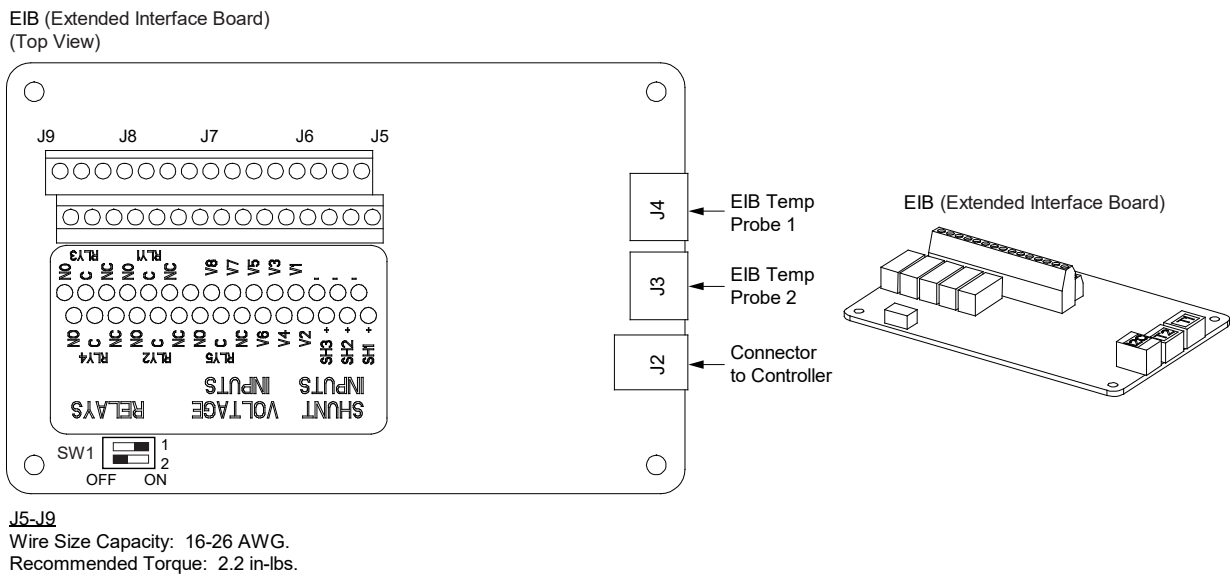 EIB (Extended Interface Board)
(Top View)
J9 J8 J7 J6 J5
RLY3 RLY1
NO C NC NO C NC V8 V7 V5 V3 V1 - - -
NO C NC NO C NC NO C NC V6 V4 V2 SH3 + SH2 + SH1 +
RLY4 RLY2 RLY5
RELAYS
VOLTAGE INPUTS
SHUNT INPUTS
SW1
1
2
OFF ON
J4
EIB Temp
Probe 1
J3
EIB Temp
Probe 2
J2
Connector
to Controller
EIB (Extended Interface Board)
J5-J9
Wire Size Capacity: 16-26 AWG.
Recommended Torque: 2.2 in-lbs.